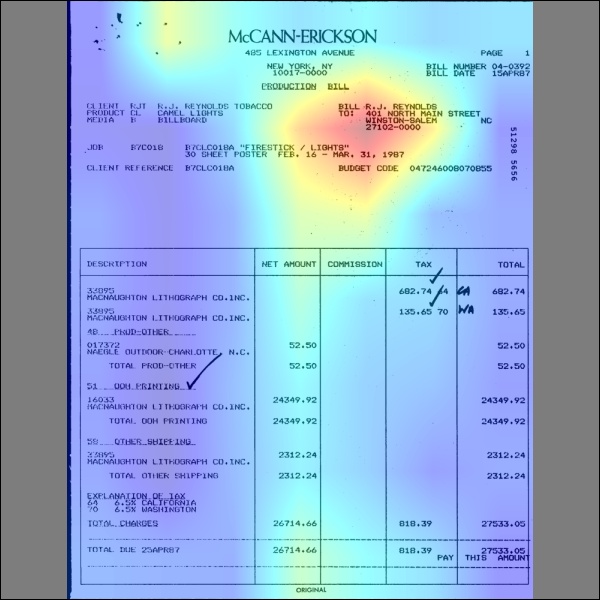 McCANN-ERICKSON
485 LEXINGTON AVENUE
PAGE 1
NEW YORK, NY
10017-0000
BILL NUMBER 04-0392
BILL DATE 15APR87
PRODUCTION BILL
CLIENT RJT R.J. REYNOLDS TOBACCO
PRODUCT CL CAMEL LIGHTS
MEDIA B BILLBOARD
BILL R.J. REYNOLDS
TO: 401 NORTH MAIN STREET
WINSTON-SALEM NC
27102-0000
JOB B7C018 B7CLC018A "FIRESTICK / LIGHTS"
30 SHEET POSTER FEB. 16 - MAR. 31, 1987
CLIENT REFERENCE B7CLC018A BUDGET CODE 047246008070855
51298 5656
DESCRIPTION NET AMOUNT COMMISSION TAX TOTAL
33895
MACNAUGHTON LITHOGRAPH CO.INC. 682.74 64 CA 682.74
33895
MACNAUGHTON LITHOGRAPH CO.INC. 135.65 70 WA 135.65
48 PROD-OTHER
017372
NAEGLE OUTDOOR-CHARLOTTE, N.C. 52.50 52.50
TOTAL PROD-OTHER 52.50 52.50
51 OOH PRINTING
16033
MACNAUGHTON LITHOGRAPH CO.INC. 24349.92 24349.92
TOTAL OOH PRINTING 24349.92 24349.92
58 OTHER SHIPPING
33895
MACNAUGHTON LITHOGRAPH CO.INC. 2312.24 2312.24
TOTAL OTHER SHIPPING 2312.24 2312.24
EXPLANATION OF TAX
64 6.5% CALIFORNIA
70 6.5% WASHINGTON
TOTAL CHARGES 26714.66 818.39 27533.05
TOTAL DUE 25APR87 26714.66 818.39 27533.05
PAY THIS AMOUNT
ORIGINAL